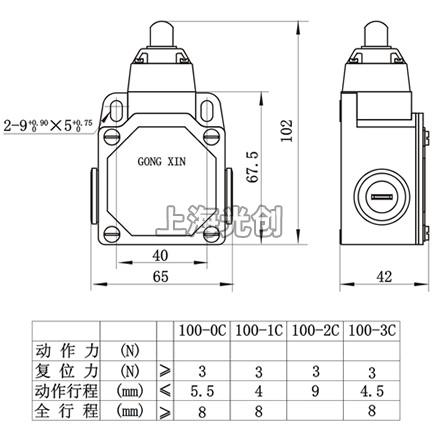 2-9+0.90 0×5+0.75 0
102
67.5
GONG XIN
上海光创
40
65
42
100-0C 100-1C 100-2C 100-3C
动作力 (N)
复位力 (N) ≥ 3 3 3 3
动作行程 (mm) ≤ 5.5 4 9 4.5
全行程 (mm) ≥ 8 8 8